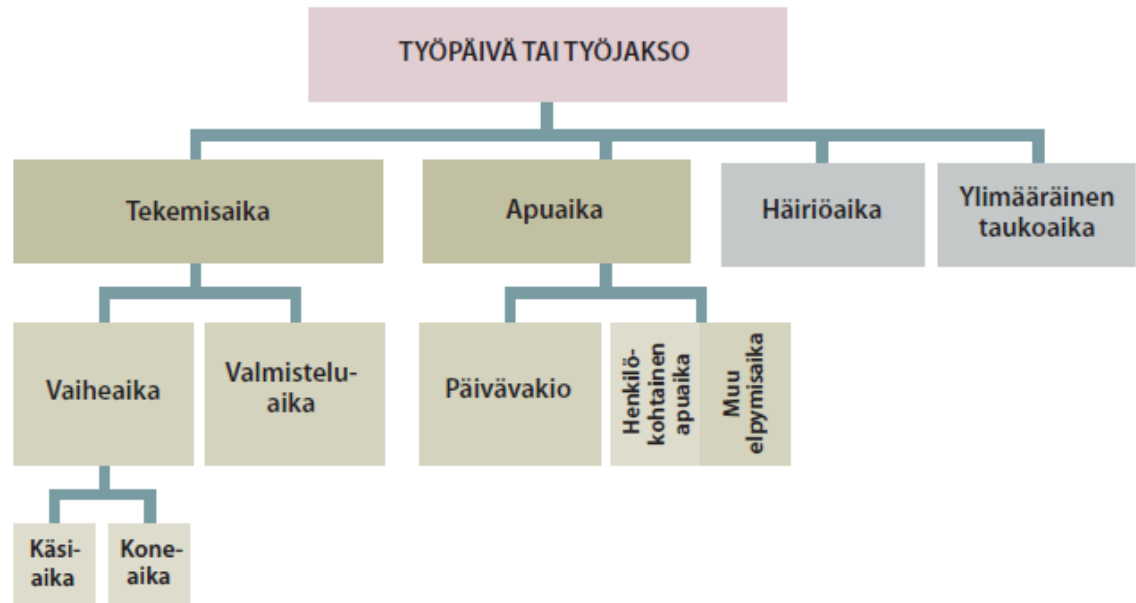 TYÖPÄIVÄ TAI TYÖJAKSO
Tekemisaika
Apuaika
Häiriöaika
Ylimääräinen
taukoaika
Vaiheaika
Valmistelu-
aika
Päivävakio
Henkilö-
kohtainen
apuaika
Muu
elpymisaika
Käsi-
aika
Kone-
aika